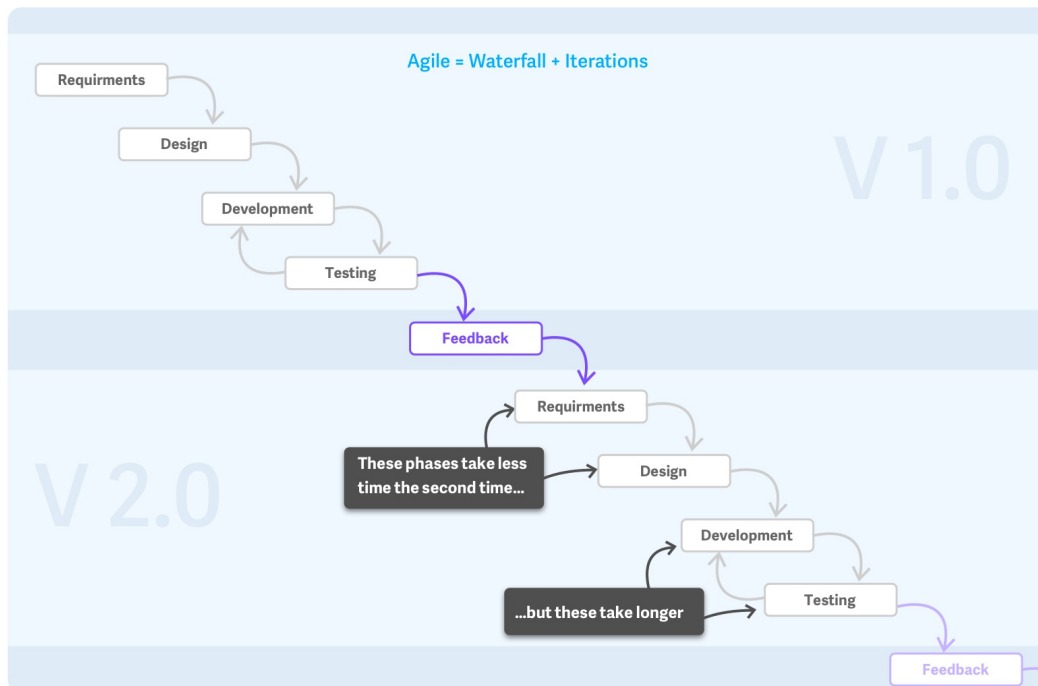 Agile = Waterfall + Iterations
Requirments
Design
V 1.0
Development
Testing
Feedback
Requirments
These phases take less
time the second time...
Design
V 2.0
Development
...but these take longer
Testing
Feedback